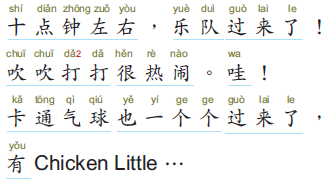 shí diǎn zhōng zuǒ yòu yuè duì guò lai le
十点钟左右，乐队过来了！
chuī chuī dǎ2 dǎ hěn rè nào wa
吹吹打打很热闹。哇！
kǎ tōng qì qiú yě yí ge ge guò lai le
卡通气球也一个个过来了，
yǒu
有 Chicken Little …